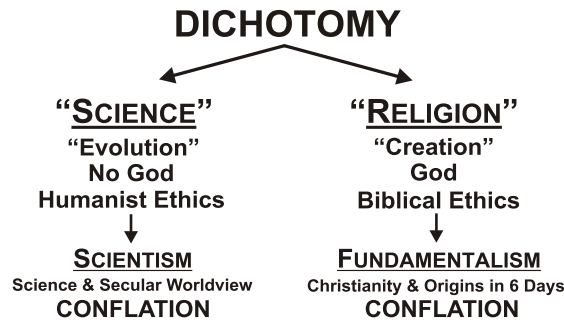 DICHOTOMY
“SCIENCE”
“Evolution”
No God
Humanist Ethics
SCIENTISM
Science & Secular Worldview
CONFLATION
“RELIGION”
“Creation”
God
Biblical Ethics
FUNDAMENTALISM
Christianity & Origins in 6 Days
CONFLATION